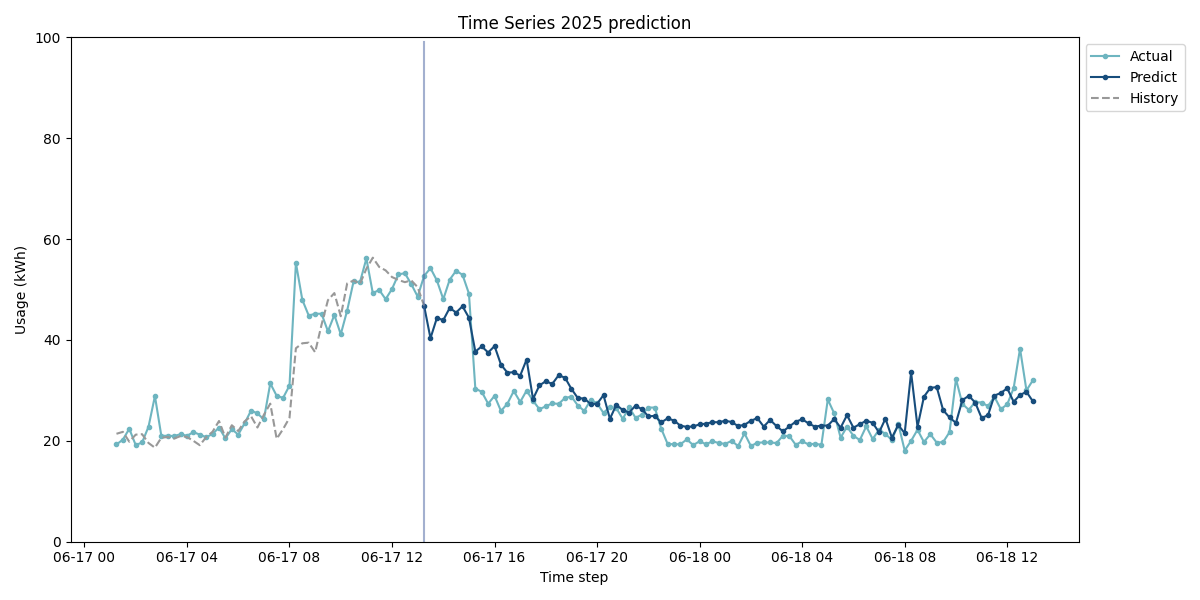 Time Series 2025 prediction
100
80
60
40
20
0
Usage (kWh)
06-17 00 06-17 04 06-17 08 06-17 12 06-17 16 06-17 20 06-18 00 06-18 04 06-18 08 06-18 12
Time step
Actual
Predict
History